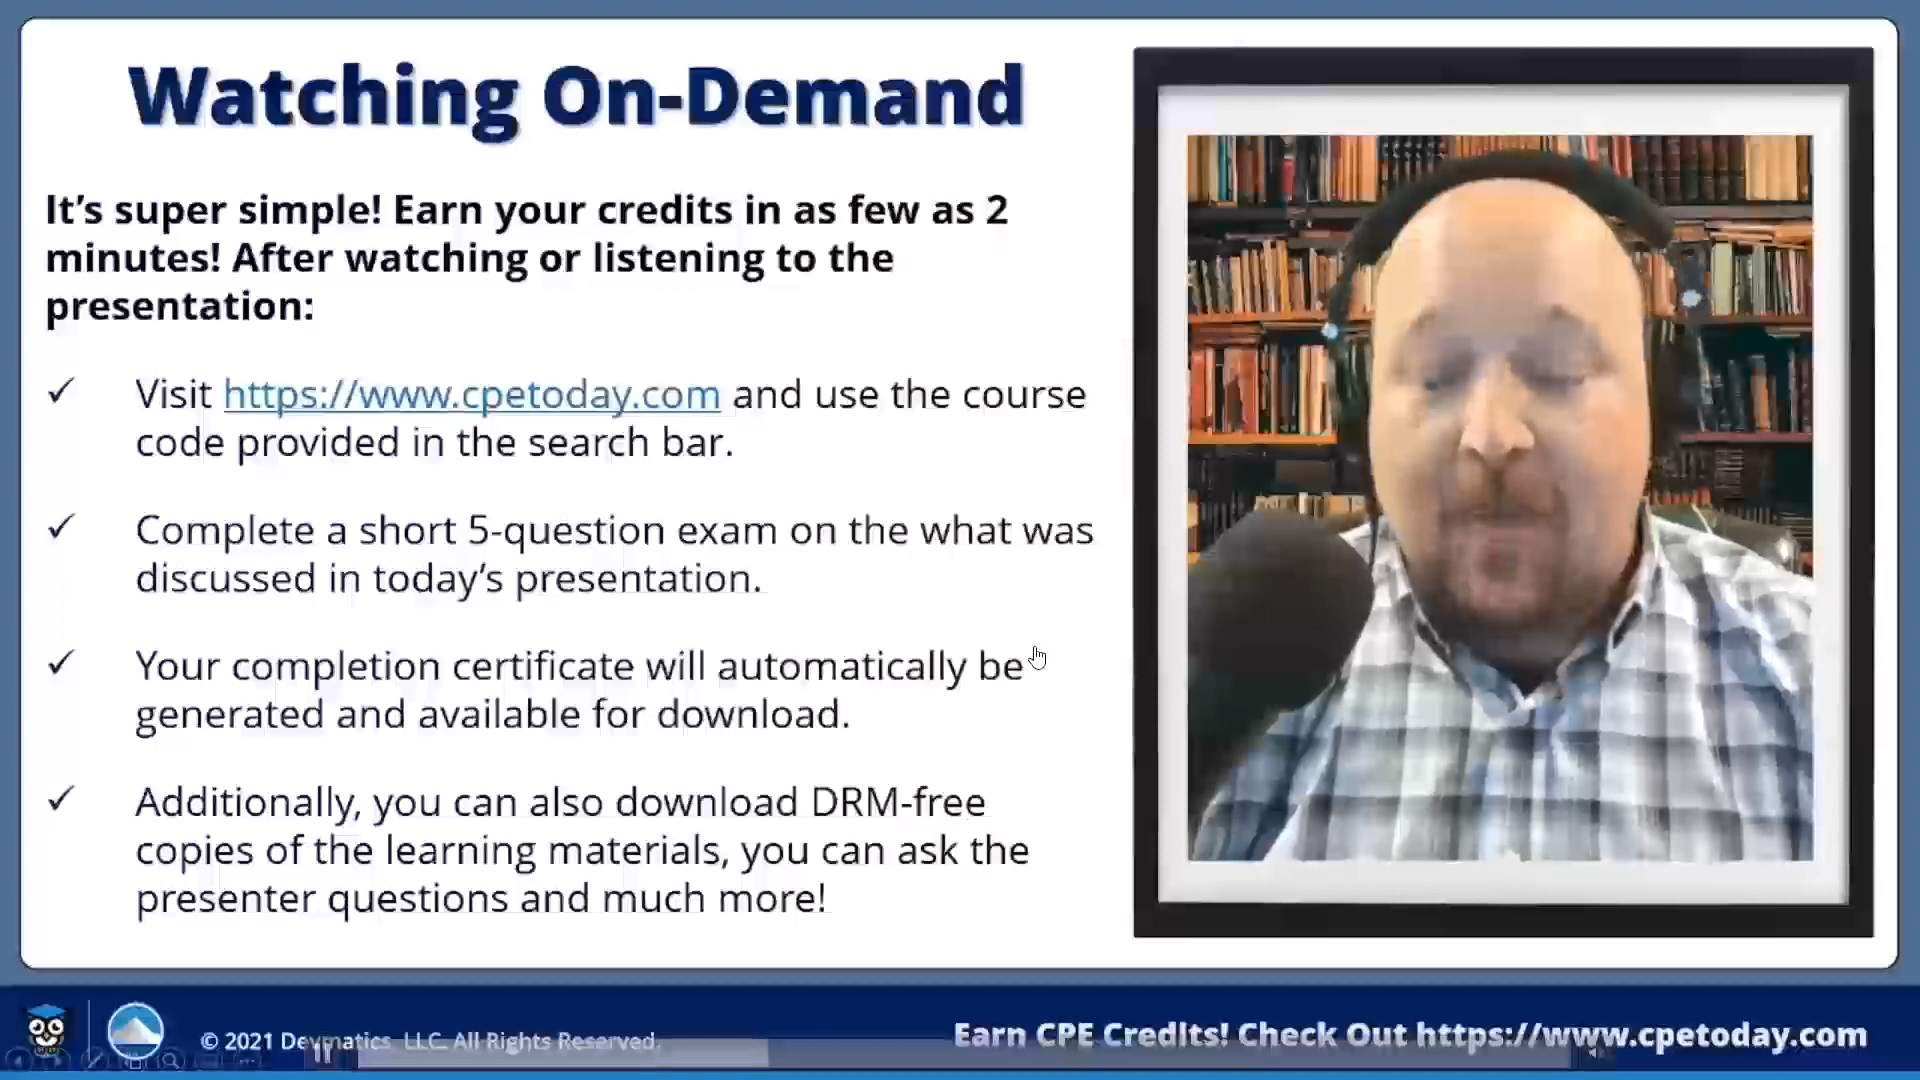 Watching On-Demand
It's super simple! Earn your credits in as few as 2
minutes! After watching or listening to the
presentation:
✓ Visit https://www.cpetoday.com and use the course
code provided in the search bar.
✓ Complete a short 5-question exam on the what was
discussed in today's presentation.
✓ Your completion certificate will automatically be
generated and available for download.
✓ Additionally, you can also download DRM-free
copies of the learning materials, you can ask the
presenter questions and much more!
© 2021 Devmatics, LLC. All Rights Reserved.
Earn CPE Credits! Check Out https://www.cpetoday.com